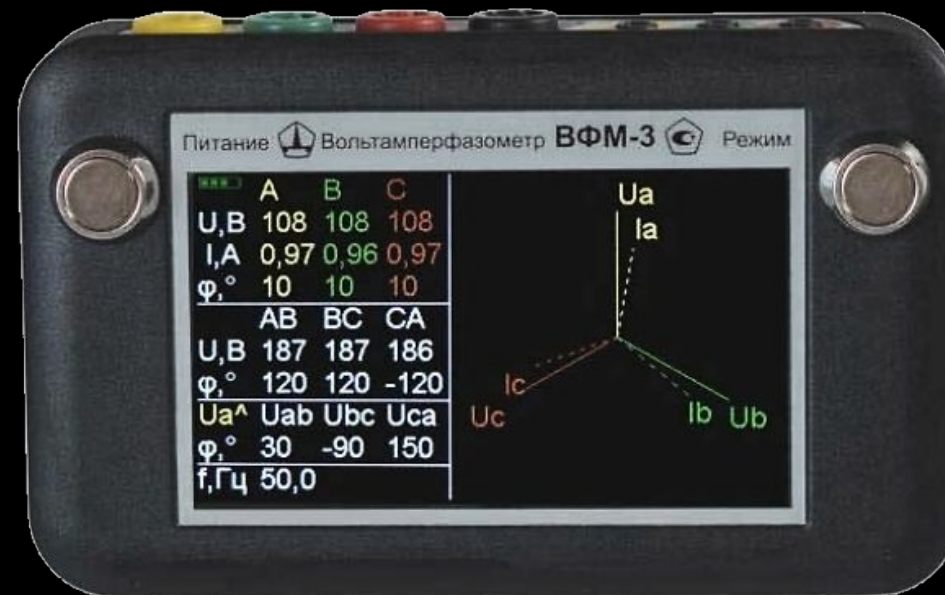 Питание Вольтамперфазометр ВФМ-3 Режим
A B C
U,В 108 108 108
I,А 0,97 0,96 0,97
φ,° 10 10 10
AB BC CA
U,В 187 187 186
φ,° 120 120 -120
Ua^ Uab Ubc Uca
φ,° 30 -90 150
f,Гц 50,0
Ua
Ia
Ic
Uc
Ib Ub